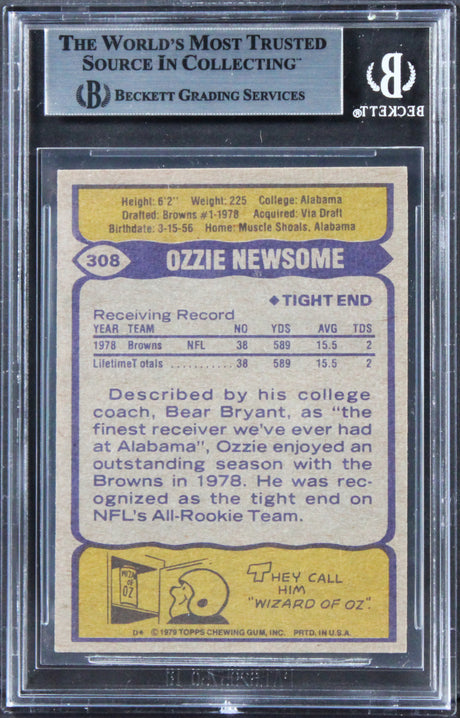 THE WORLD'S MOST TRUSTED
SOURCE IN COLLECTING™
BECKETT GRADING SERVICES
BECKETT®
Height: 6'2" Weight: 225 College: Alabama
Drafted: Browns #1-1978 Acquired: Via Draft
Birthdate: 3-15-56 Home: Muscle Shoals, Alabama
308 OZZIE NEWSOME
◆TIGHT END
Receiving Record
YEAR TEAM NO YDS AVG TDS
1978 Browns NFL 38 589 15.5 2
Lifetime Totals ........... 38 589 15.5 2
Described by his college
coach, Bear Bryant, as "the
finest receiver we've ever had
at Alabama", Ozzie enjoyed an
outstanding season with the
Browns in 1978. He was rec-
ognized as the tight end on
NFL's All-Rookie Team.
WIZARD
OF
OZ
THEY CALL
HIM
"WIZARD OF OZ".
D* © 1979 TOPPS CHEWING GUM, INC. PRTD. IN U.S.A.